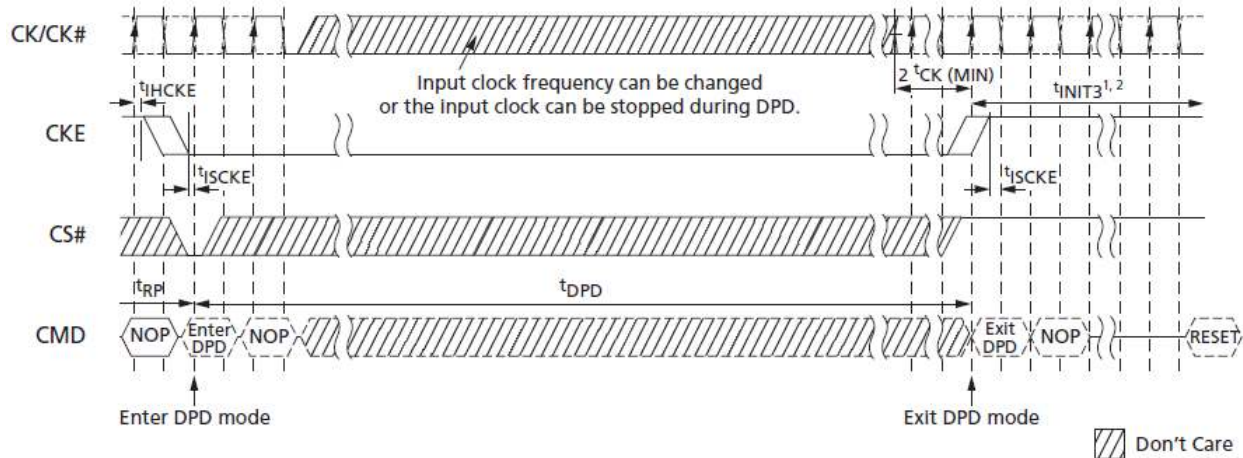 CK/CK#
Input clock frequency can be changed
or the input clock can be stopped during DPD.
2 tCK (MIN)
tIHCKE
tINIT31, 2
CKE
tISCKE
tISCKE
CS#
tRP
tDPD
CMD
NOP
Enter
DPD
NOP
Exit
DPD
NOP
RESET
Enter DPD mode
Exit DPD mode
Don't Care